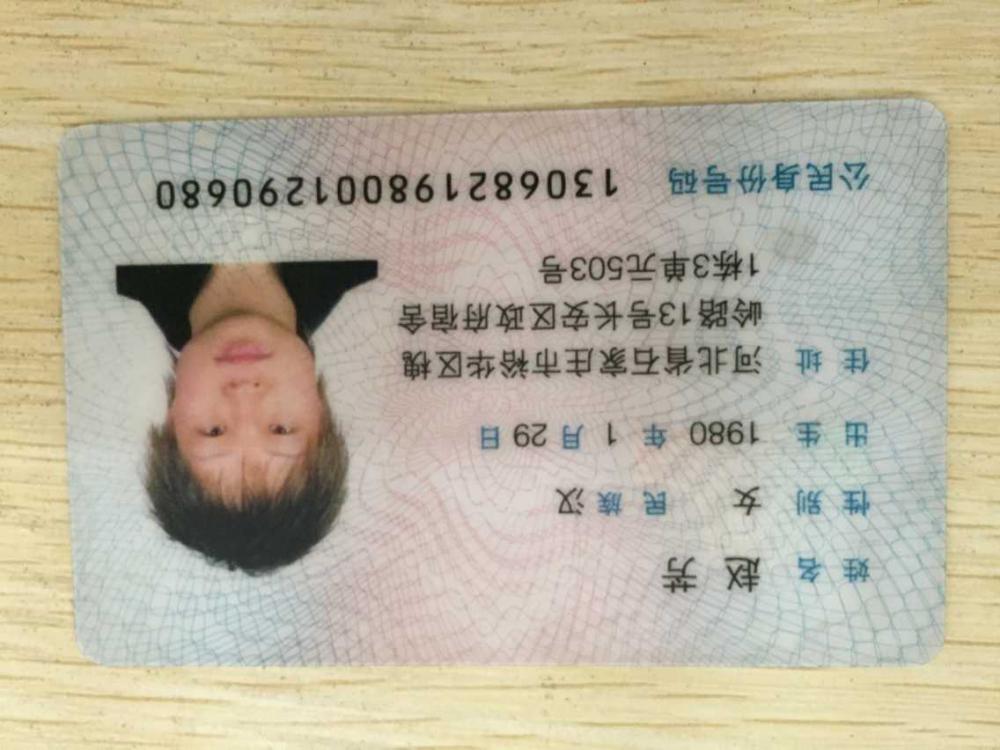 姓名 赵芳
性别 女 民族 汉
出生 1980 年 1 月 29 日
住址 河北省石家庄市裕华区槐
岭路13号长安区政府宿舍
1栋3单元503号
公民身份号码 130682198001290680